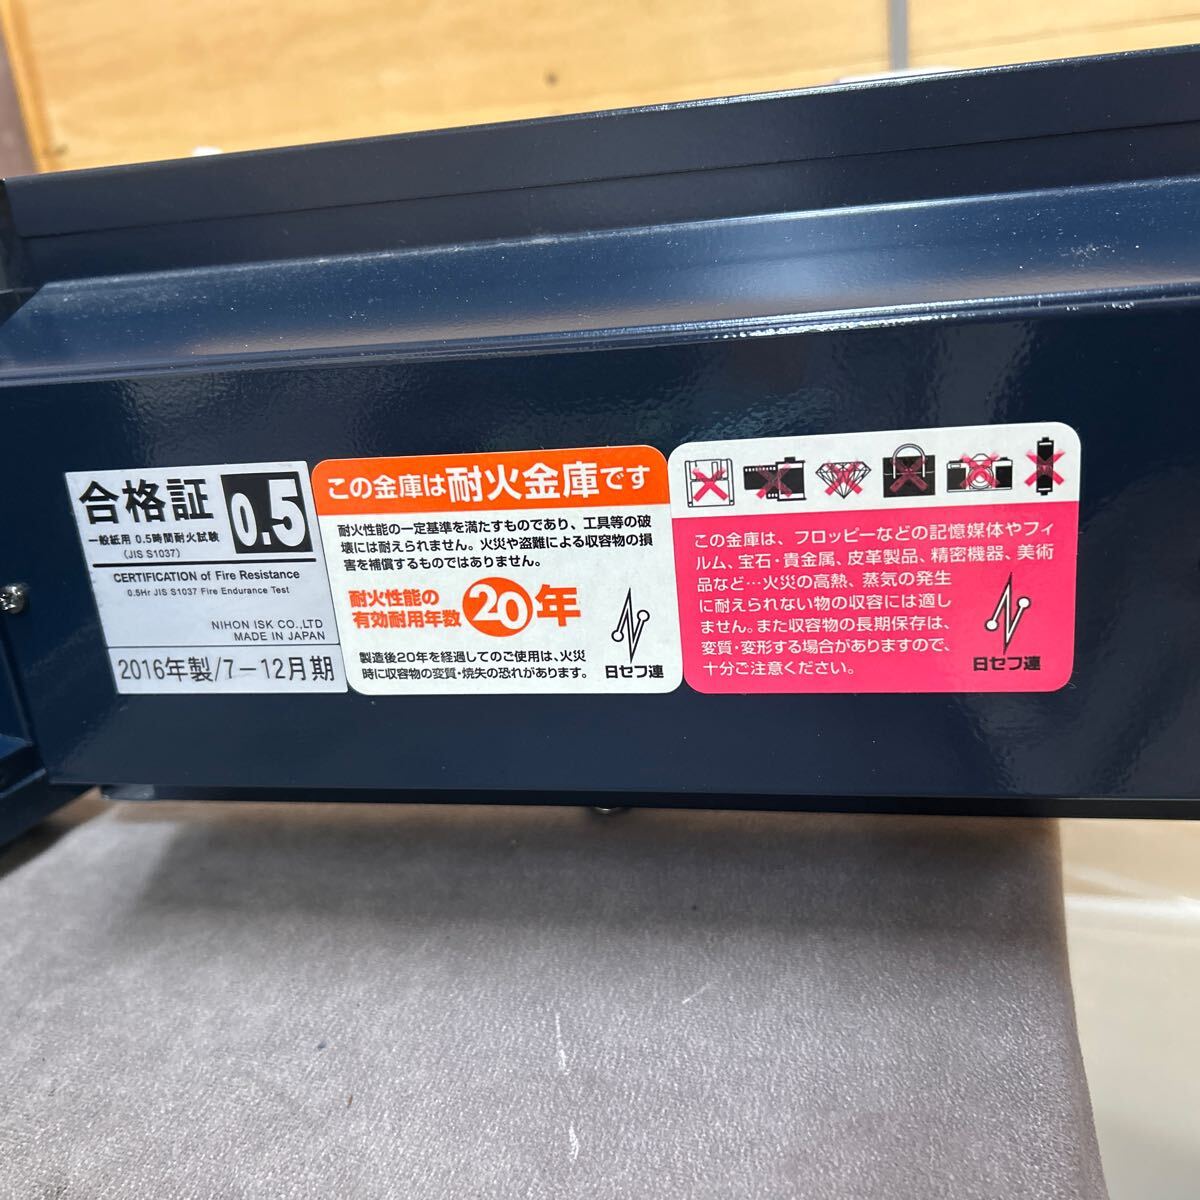 合格証
0.5
一般紙用 0.5時間耐火試験
(JIS S1037)
CERTIFICATION of Fire Resistance
0.5Hr JIS S1037 Fire Endurance Test
NIHON ISK CO.,LTD
MADE IN JAPAN
2016年製/7−12月期
この金庫は耐火金庫です
耐火性能の一定基準を満たすものであり、工具等の破
壊には耐えられません。火災や盗難による収容物の損
害を補償するものではありません。
耐火性能の
有効耐用年数
20年
製造後20年を経過してのご使用は、火災
時に収容物の変質・焼失の恐れがあります。
日セフ連
この金庫は、フロッピーなどの記憶媒体やフィ
ルム、宝石・貴金属、皮革製品、精密機器、美術
品など…火災の高熱、蒸気の発生
に耐えられない物の収容には適し
ません。また収容物の長期保存は、
変質・変形する場合がありますので、
十分ご注意ください。
日セフ連